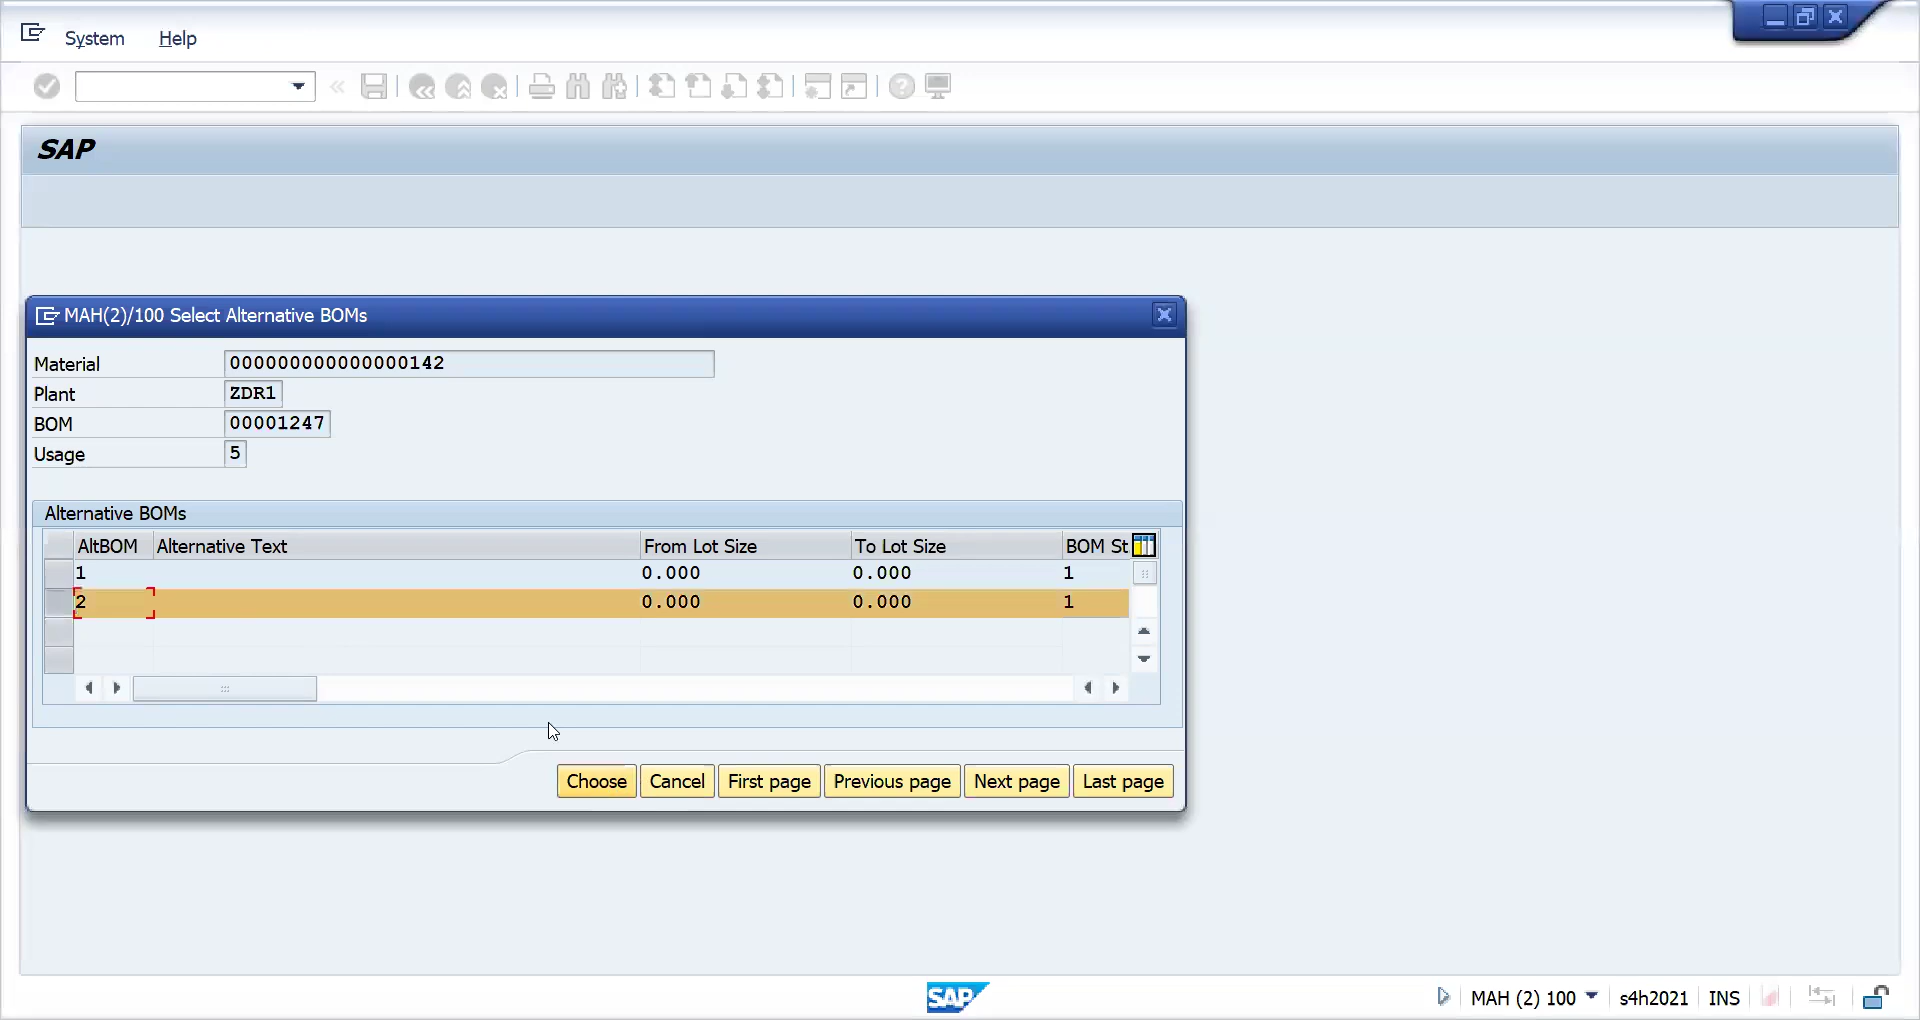 System Help
SAP
MAH(2)/100 Select Alternative BOMs
Material 000000000000000142
Plant ZDR1
BOM 00001247
Usage 5
Alternative BOMs
AltBOM Alternative Text From Lot Size To Lot Size BOM St
1 0.000 0.000 1
2 0.000 0.000 1
Choose Cancel First page Previous page Next page Last page
SAP MAH (2) 100 s4h2021 INS